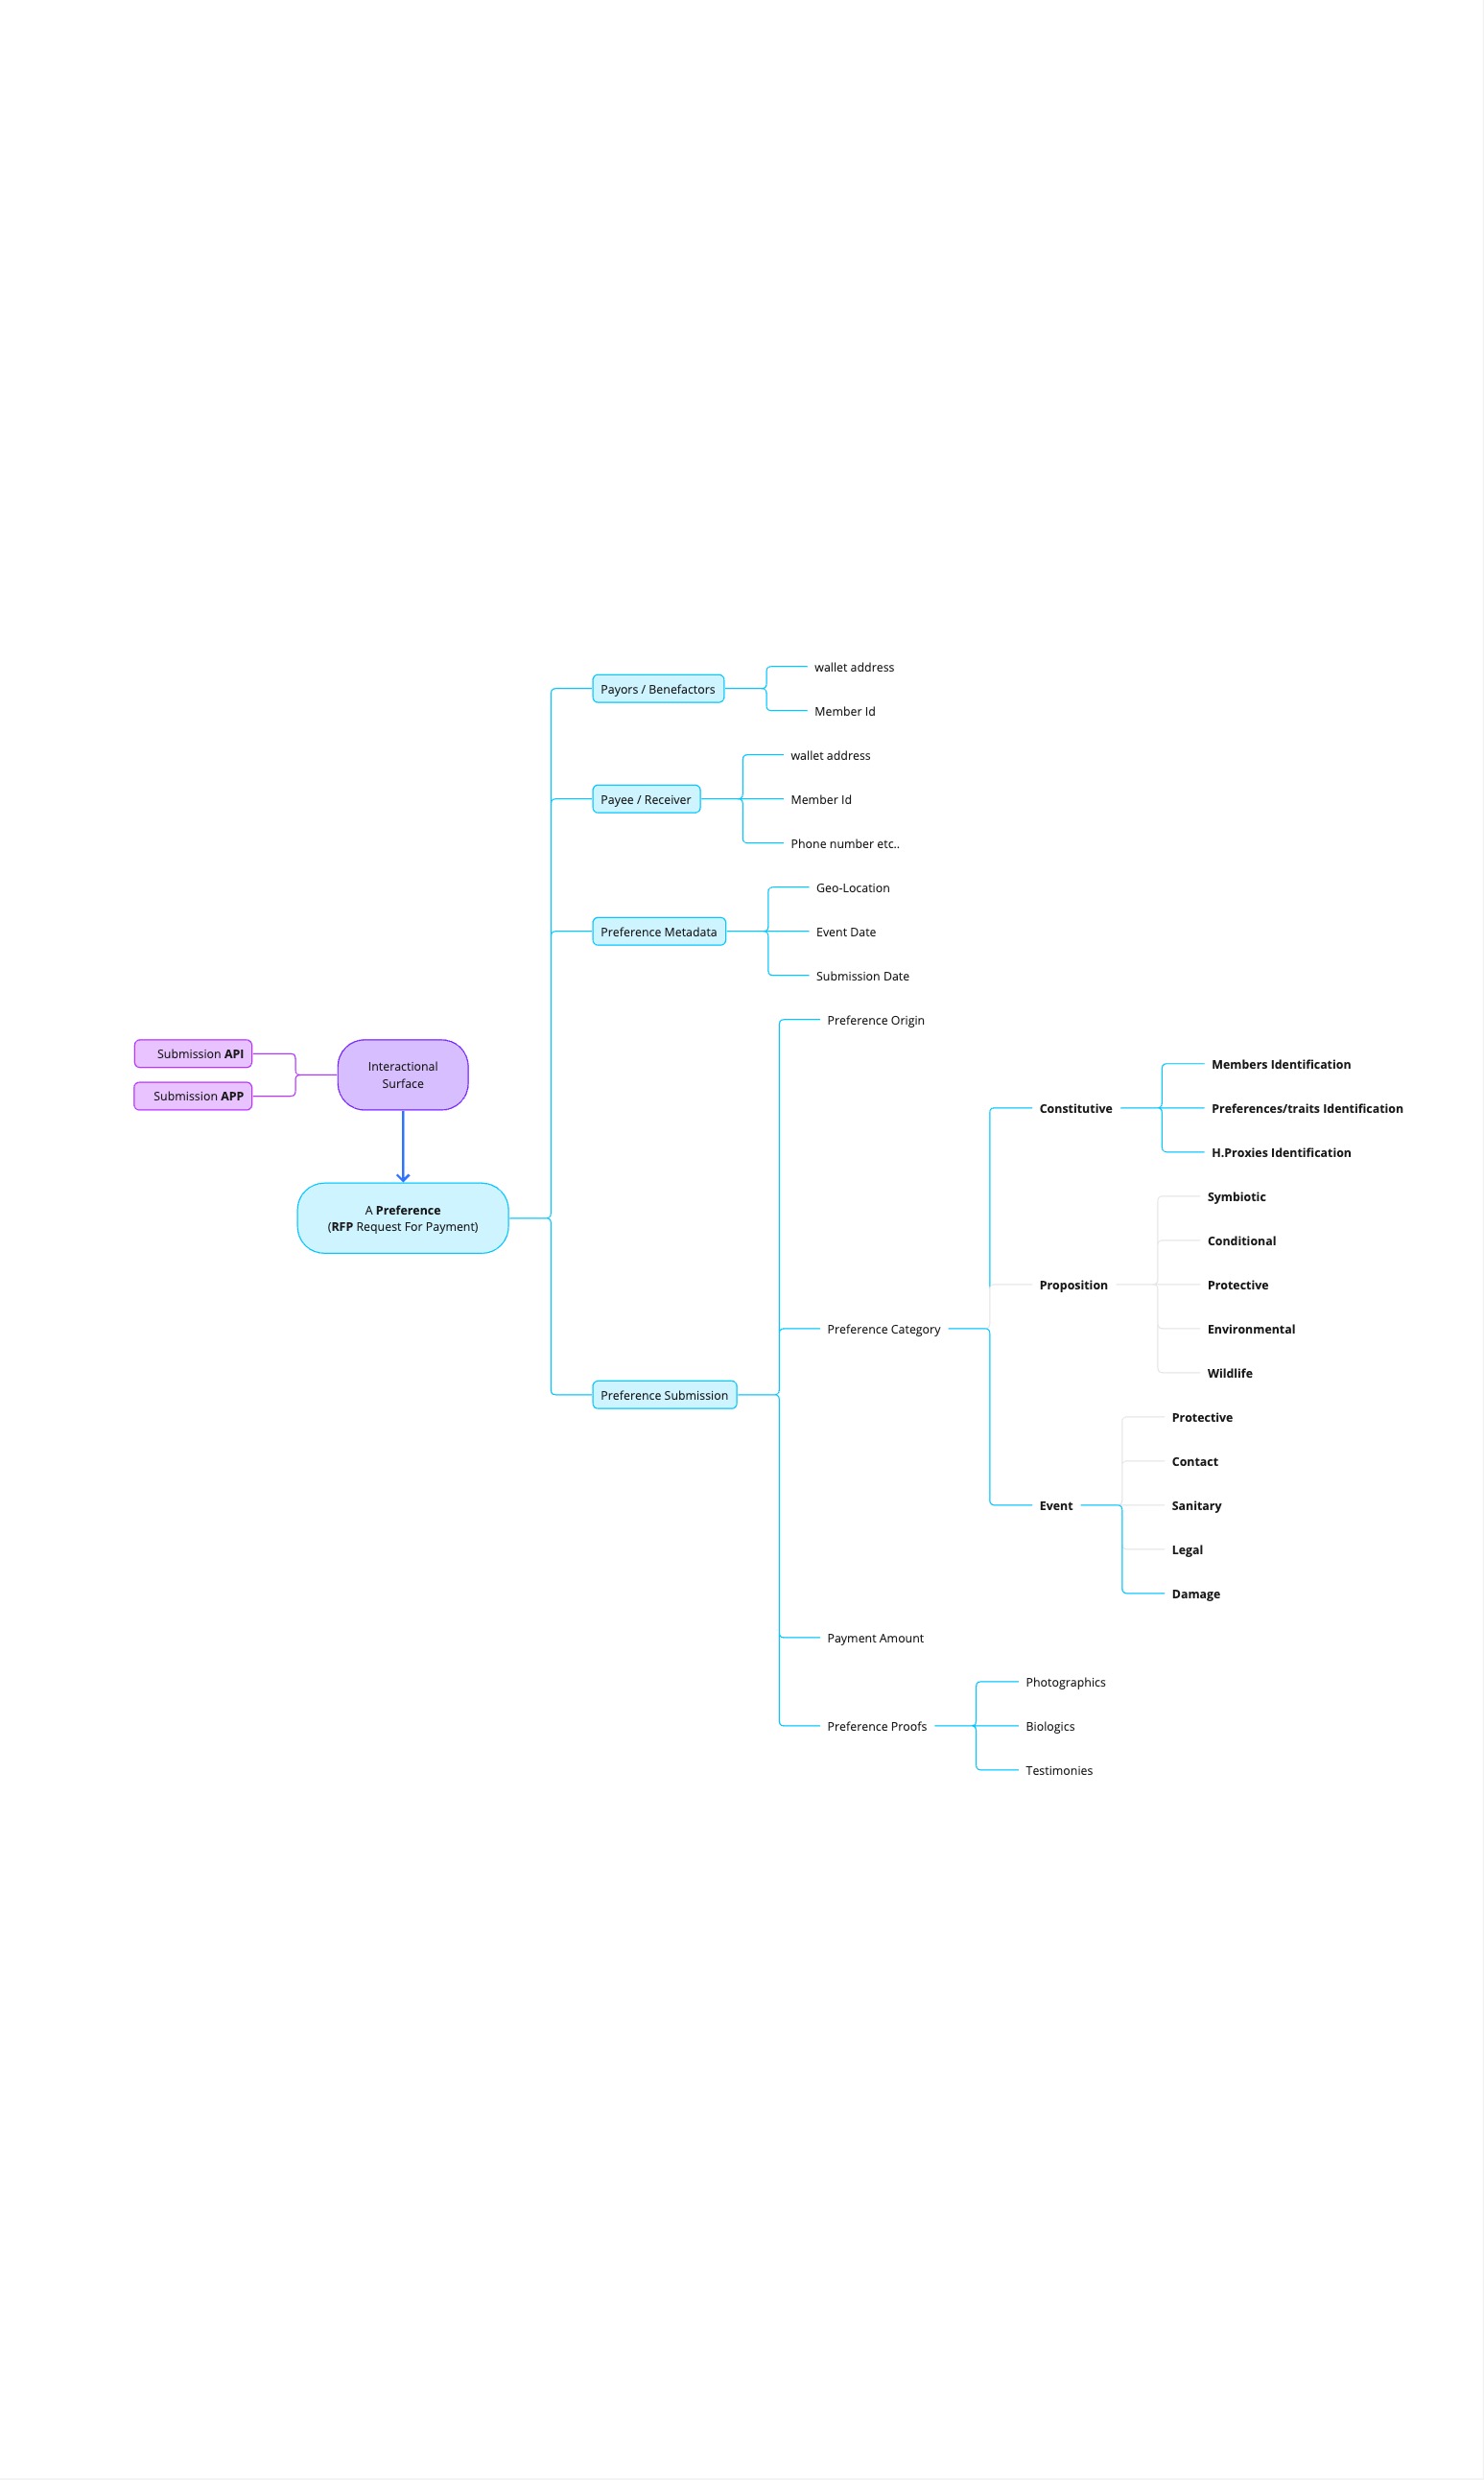 wallet address
Payors / Benefactors
Member Id
wallet address
Payee / Receiver
Member Id
Phone number etc..
Geo-Location
Preference Metadata
Event Date
Submission Date
Preference Origin
Submission API
Submission APP
Interactional
Surface
A Preference
(RFP Request For Payment)
Members Identification
Constitutive
Preferences/traits Identification
H.Proxies Identification
Symbiotic
Conditional
Proposition
Protective
Environmental
Wildlife
Preference Category
Preference Submission
Protective
Contact
Event
Sanitary
Legal
Damage
Payment Amount
Photographics
Preference Proofs
Biologics
Testimonies